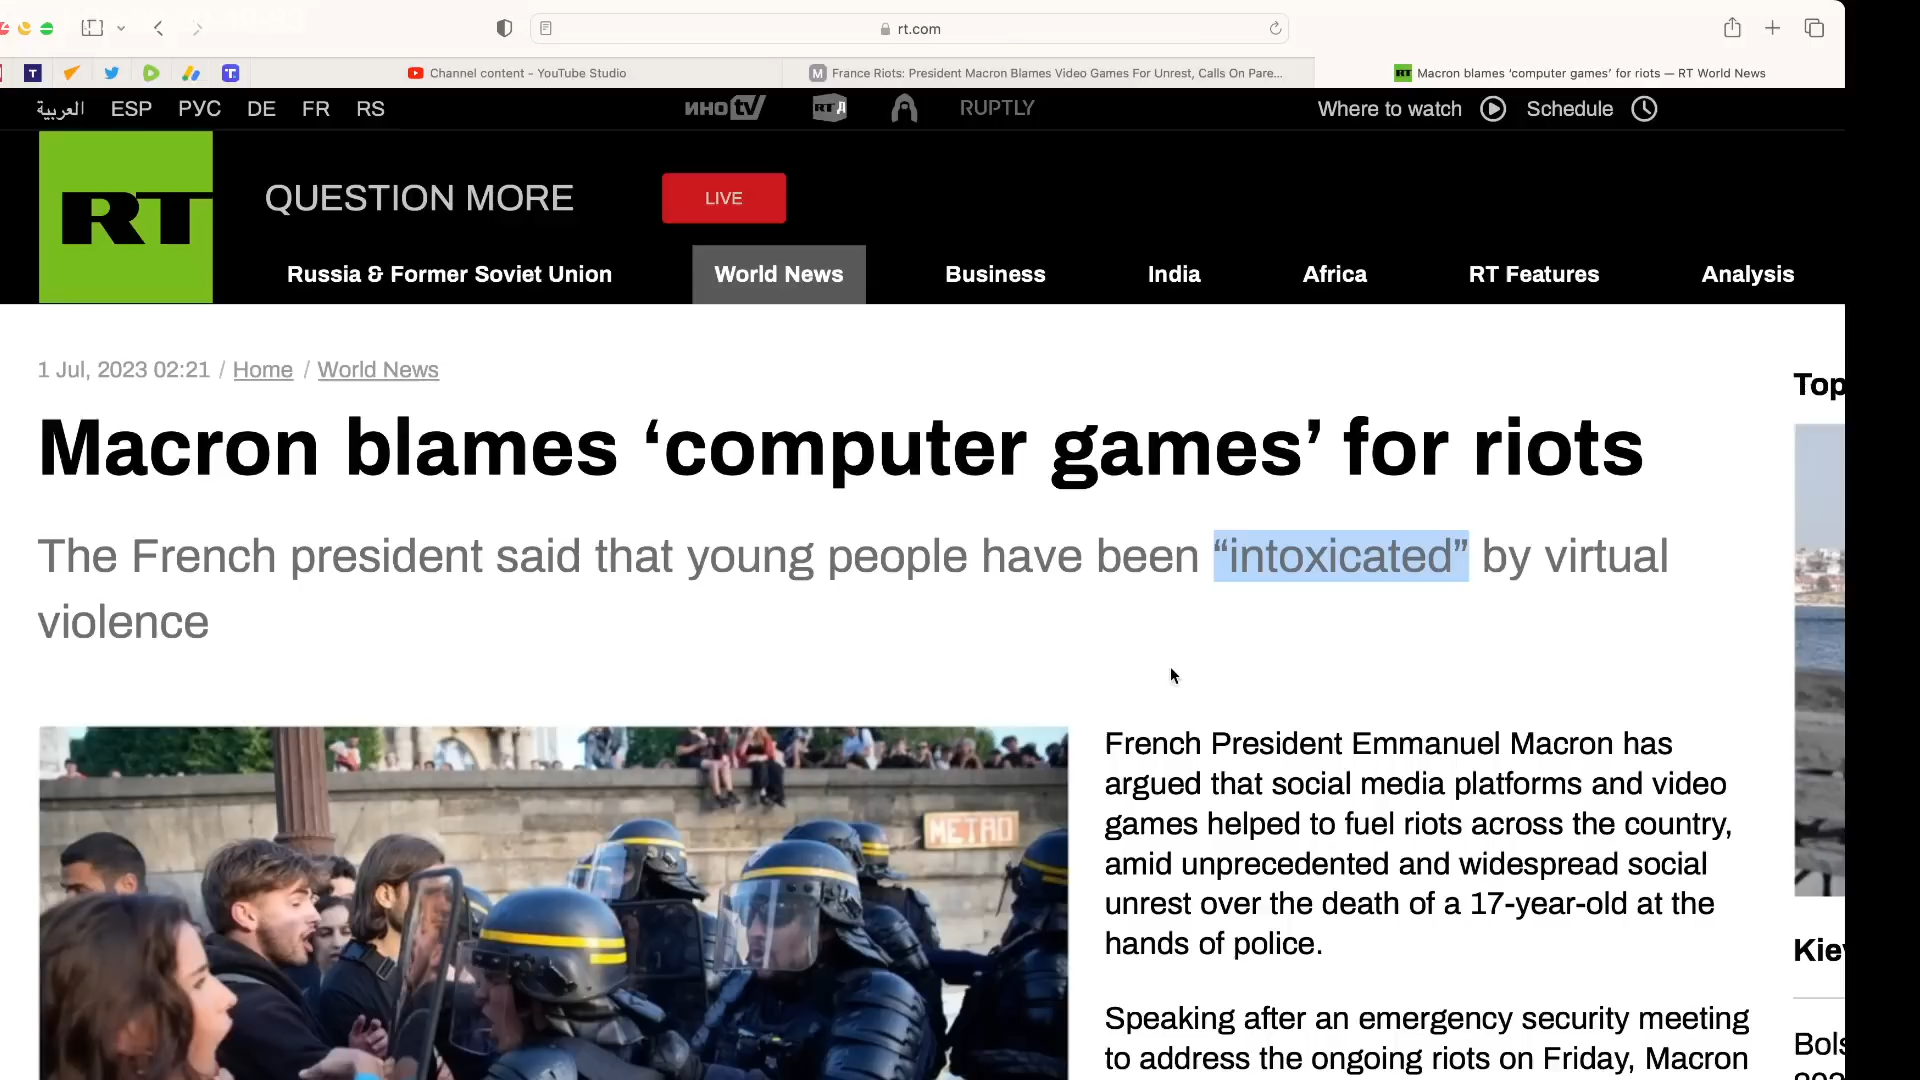 rt.com
Channel content - YouTube Studio
France Riots: President Macron Blames Video Games For Unrest, Calls On Pare...
Macron blames ‘computer games’ for riots — RT World News
العربية ESP РУС DE FR RS
ИНО TV
RT Д
RUPTLY
Where to watch
Schedule
RT
QUESTION MORE
LIVE
Russia & Former Soviet Union
World News
Business
India
Africa
RT Features
Analysis
1 Jul, 2023 02:21 / Home / World News
Top
Macron blames ‘computer games’ for riots
The French president said that young people have been “intoxicated” by virtual
violence
METRO
French President Emmanuel Macron has
argued that social media platforms and video
games helped to fuel riots across the country,
amid unprecedented and widespread social
unrest over the death of a 17-year-old at the
hands of police.
Speaking after an emergency security meeting
to address the ongoing riots on Friday, Macron
Kiev
Bols